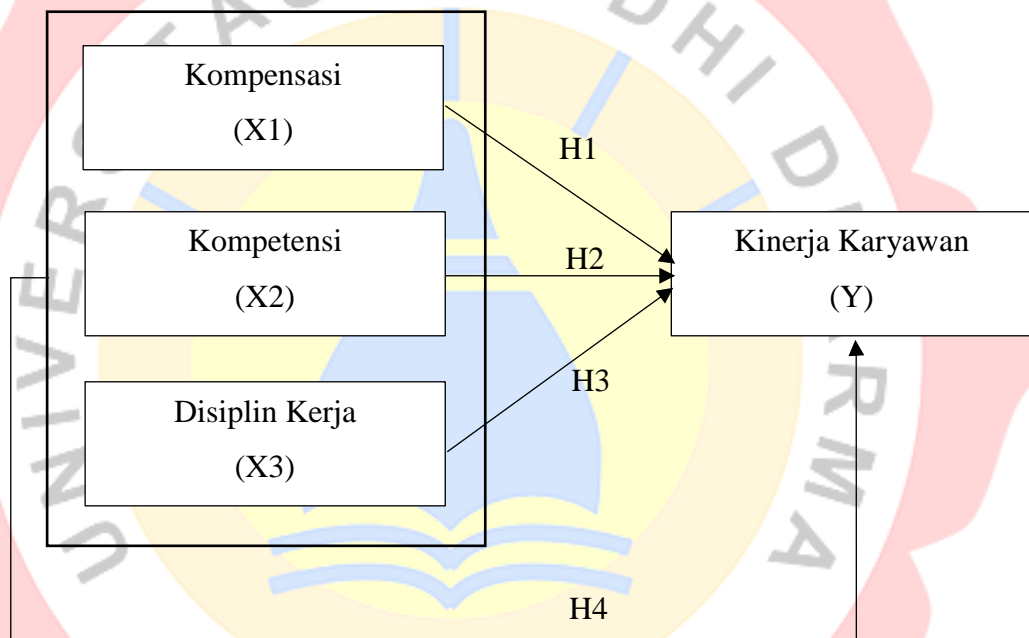 Kompensasi
(X1)
H1
Kompetensi
(X2)
H2
Kinerja Karyawan
(Y)
Disiplin Kerja
(X3)
H3
H4